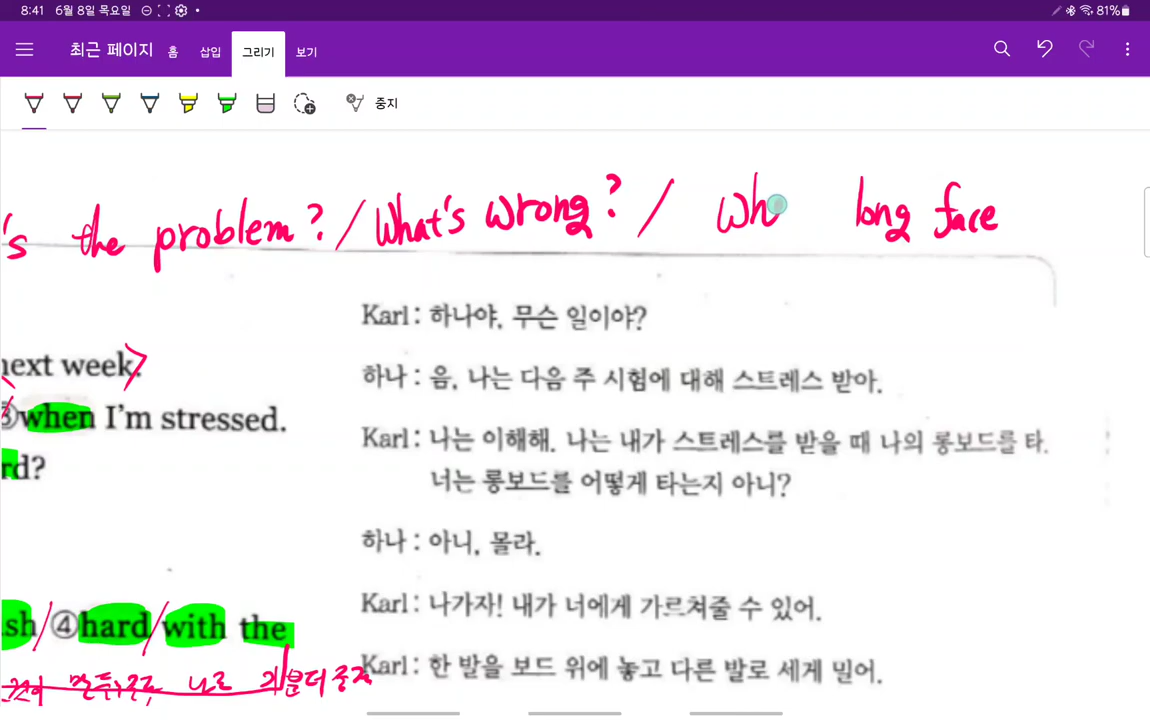 8:41 6월 8일 목요일 81%
최근 페이지 홈 삽입 그리기 보기
중지
's the problem? / What's wrong? / Wh long face
Karl : 하나야, 무슨 일이야?
next week.
하나 : 음, 나는 다음 주 시험에 대해 스트레스 받아.
③when I'm stressed.
Karl : 나는 이해해. 나는 내가 스트레스를 받을 때 나의 롱보드를 타.
rd?
너는 롱보드를 어떻게 타는지 아니?
하나 : 아니, 몰라.
Karl : 나가자! 내가 너에게 가르쳐줄 수 있어.
sh/④hard/with the
Karl : 한 발을 보드 위에 놓고 다른 발로 세게 밀어.